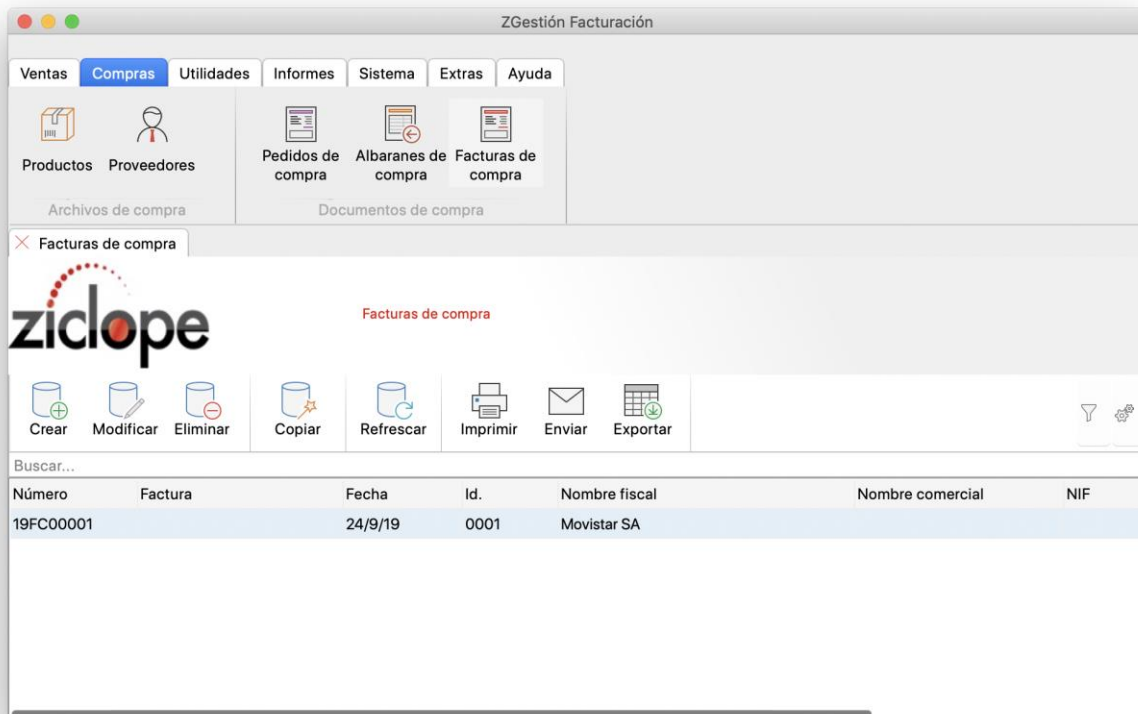 ZGestión Facturación
Ventas Compras Utilidades Informes Sistema Extras Ayuda
Productos Proveedores Pedidos de compra Albaranes de compra Facturas de compra
Archivos de compra Documentos de compra
Facturas de compra
ziclope
Facturas de compra
Crear Modificar Eliminar Copiar Refrescar Imprimir Enviar Exportar
Buscar...
Número Factura Fecha Id. Nombre fiscal Nombre comercial NIF
19FC00001 24/9/19 0001 Movistar SA